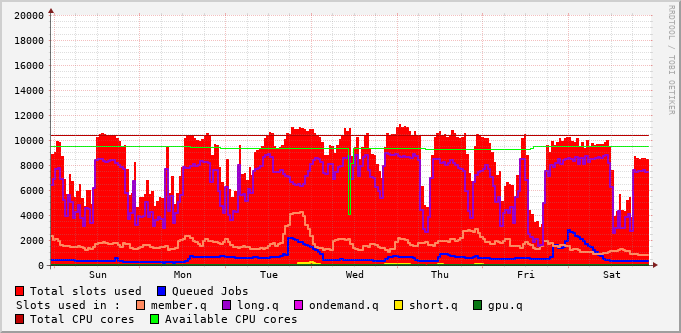 RRDTOOL / TOBI OETIKER
20000
18000
16000
14000
12000
10000
8000
6000
4000
2000
0
Sun Mon Tue Wed Thu Fri Sat
Total slots used Queued Jobs
Slots used in : member.q long.q ondemand.q short.q gpu.q
Total CPU cores Available CPU cores